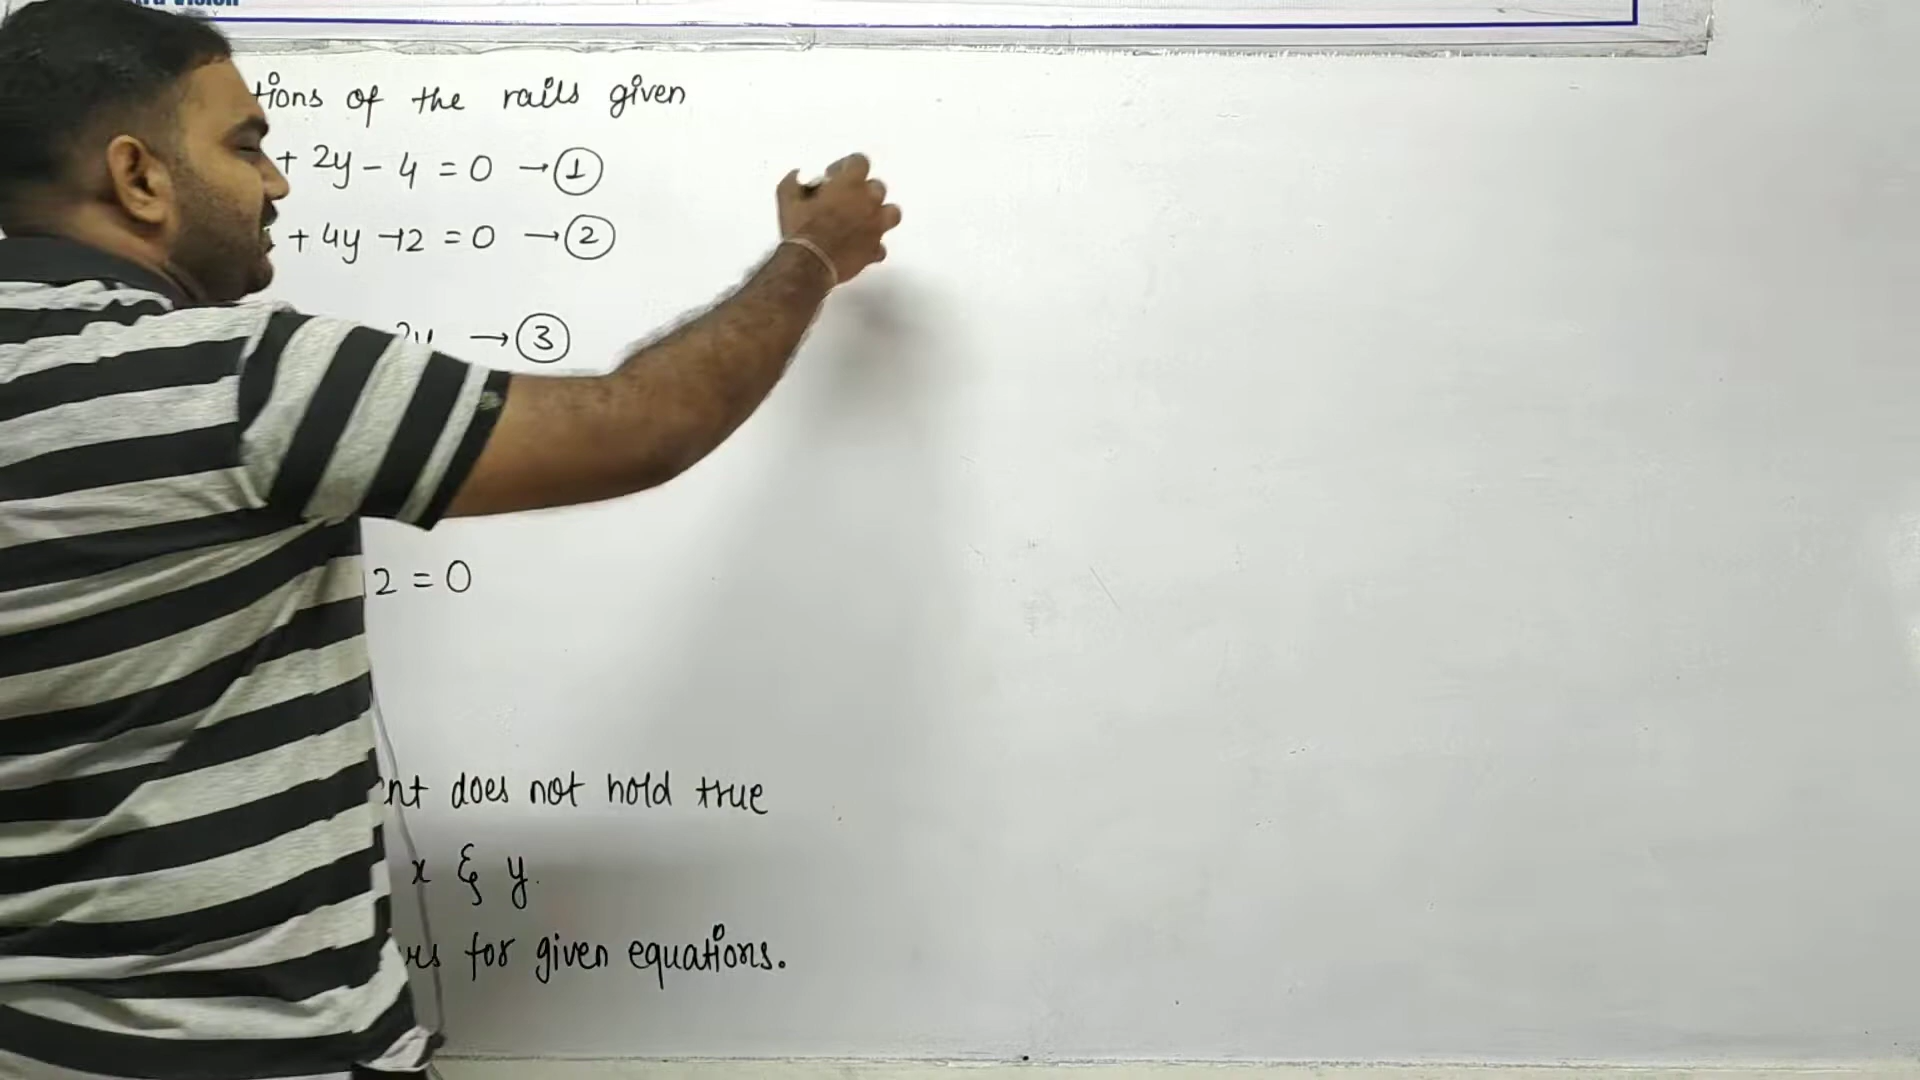 tions of the rails given
+ 2y - 4 = 0 → ①
+ 4y - 12 = 0 → ②
2y → ③
2 = 0
does not hold true
x & y.
for given equations.